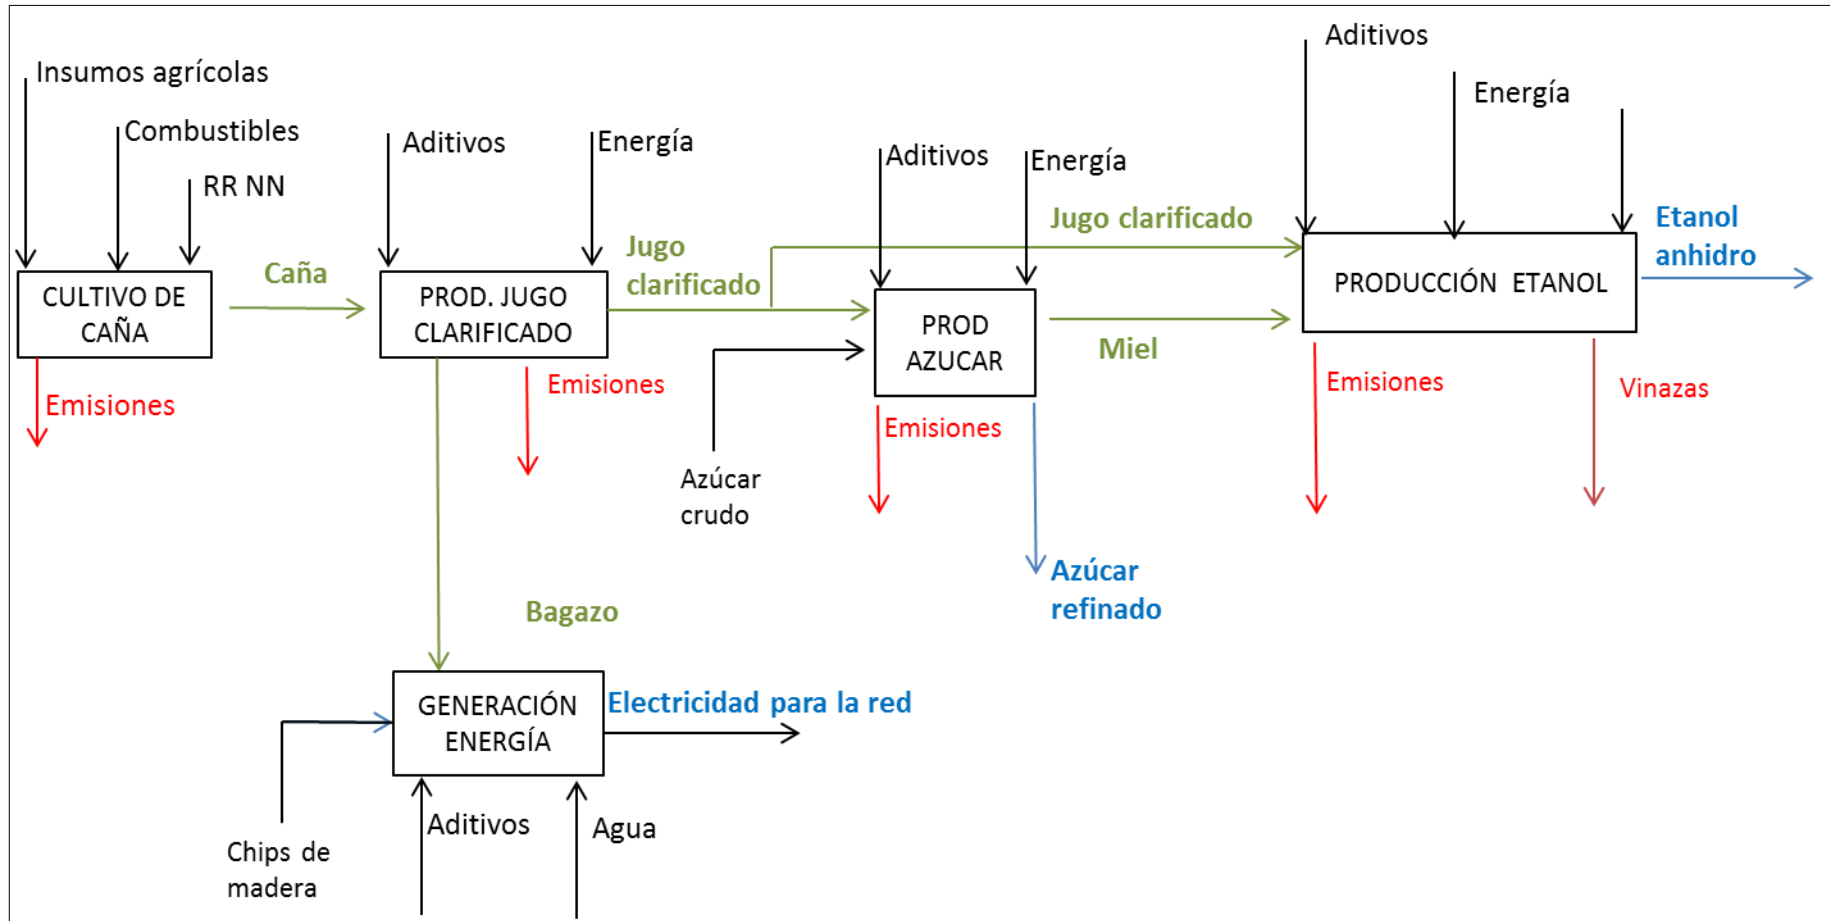 Insumos agrícolas
Combustibles
RR NN
CULTIVO DE
CAÑA
Emisiones
Caña
Aditivos
Energía
PROD. JUGO
CLARIFICADO
Emisiones
Jugo
clarificado
Aditivos
Energía
Jugo clarificado
PROD
AZUCAR
Miel
Emisiones
Azúcar
crudo
Azúcar
refinado
Aditivos
Energía
PRODUCCIÓN ETANOL
Etanol
anhidro
Emisiones
Vinazas
Bagazo
GENERACIÓN
ENERGÍA
Electricidad para la red
Chips de
madera
Aditivos
Agua